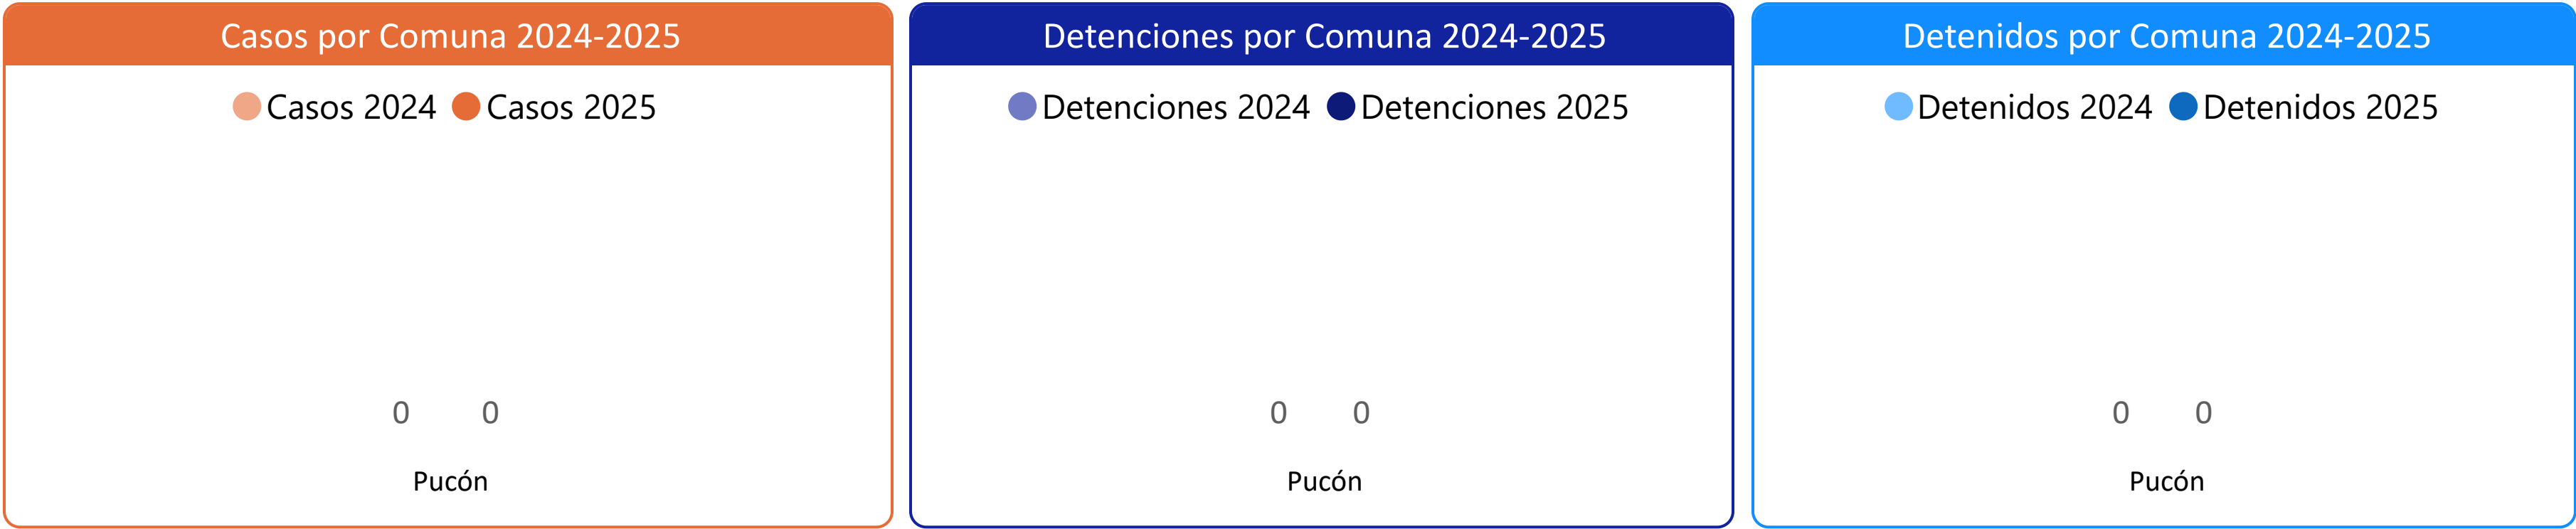 Casos por Comuna 2024-2025
Casos 2024 Casos 2025
0 0
Pucón
Detenciones por Comuna 2024-2025
Detenciones 2024 Detenciones 2025
0 0
Pucón
Detenidos por Comuna 2024-2025
Detenidos 2024 Detenidos 2025
0 0
Pucón